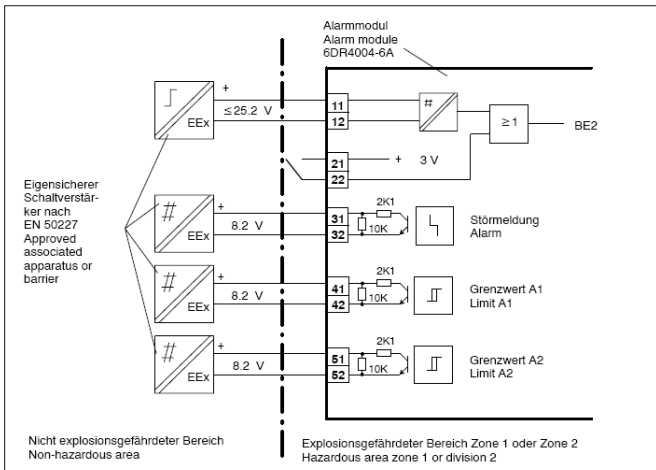 Alarmmodul
Alarm module
6DR4004-6A
+
≤25.2 V
EEx
11
12
#
≥1
BE2
21
22
+ 3 V
Eigensicherer
Schaltverstär-
ker nach
EN 50227
Approved
associated
apparatus or
barrier
#
EEx
+
8.2 V
31
32
2K1
10K
Störmeldung
Alarm
#
EEx
+
8.2 V
41
42
2K1
10K
Grenzwert A1
Limit A1
#
EEx
+
8.2 V
51
52
2K1
10K
Grenzwert A2
Limit A2
Nicht explosionsgefährdeter Bereich
Non-hazardous area
Explosionsgefährdeter Bereich Zone 1 oder Zone 2
Hazardous area zone 1 or division 2